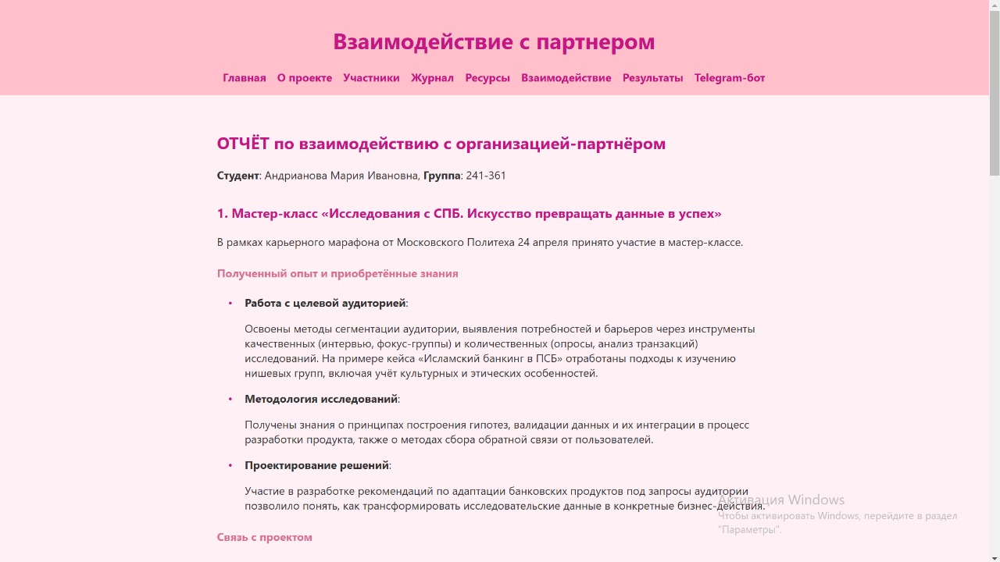 Взаимодействие с партнером
Главная О проекте Участники Журнал Ресурсы Взаимодействие Результаты Telegram-бот
ОТЧЁТ по взаимодействию с организацией-партнёром
Студент: Андрианова Мария Ивановна, Группа: 241-361
1. Мастер-класс «Исследования с СПБ. Искусство превращать данные в успех»
В рамках карьерного марафона от Московского Политеха 24 апреля принято участие в мастер-классе.
Полученный опыт и приобретённые знания
• Работа с целевой аудиторией:
Освоены методы сегментации аудитории, выявления потребностей и барьеров через инструменты
качественных (интервью, фокус-группы) и количественных (опросы, анализ транзакций)
исследований. На примере кейса «Исламский банкинг в ПСБ» отработаны подходы к изучению
нишевых групп, включая учёт культурных и этических особенностей.
• Методология исследований:
Получены знания о принципах построения гипотез, валидации данных и их интеграции в процесс
разработки продукта, также о методах сбора обратной связи от пользователей.
• Проектирование решений:
Участие в разработке рекомендаций по адаптации банковских продуктов под запросы аудитории
позволило понять, как трансформировать исследовательские данные в конкретные бизнес-действия.
Связь с проектом
Активация Windows
Чтобы активировать Windows, перейдите в раздел
"Параметры".